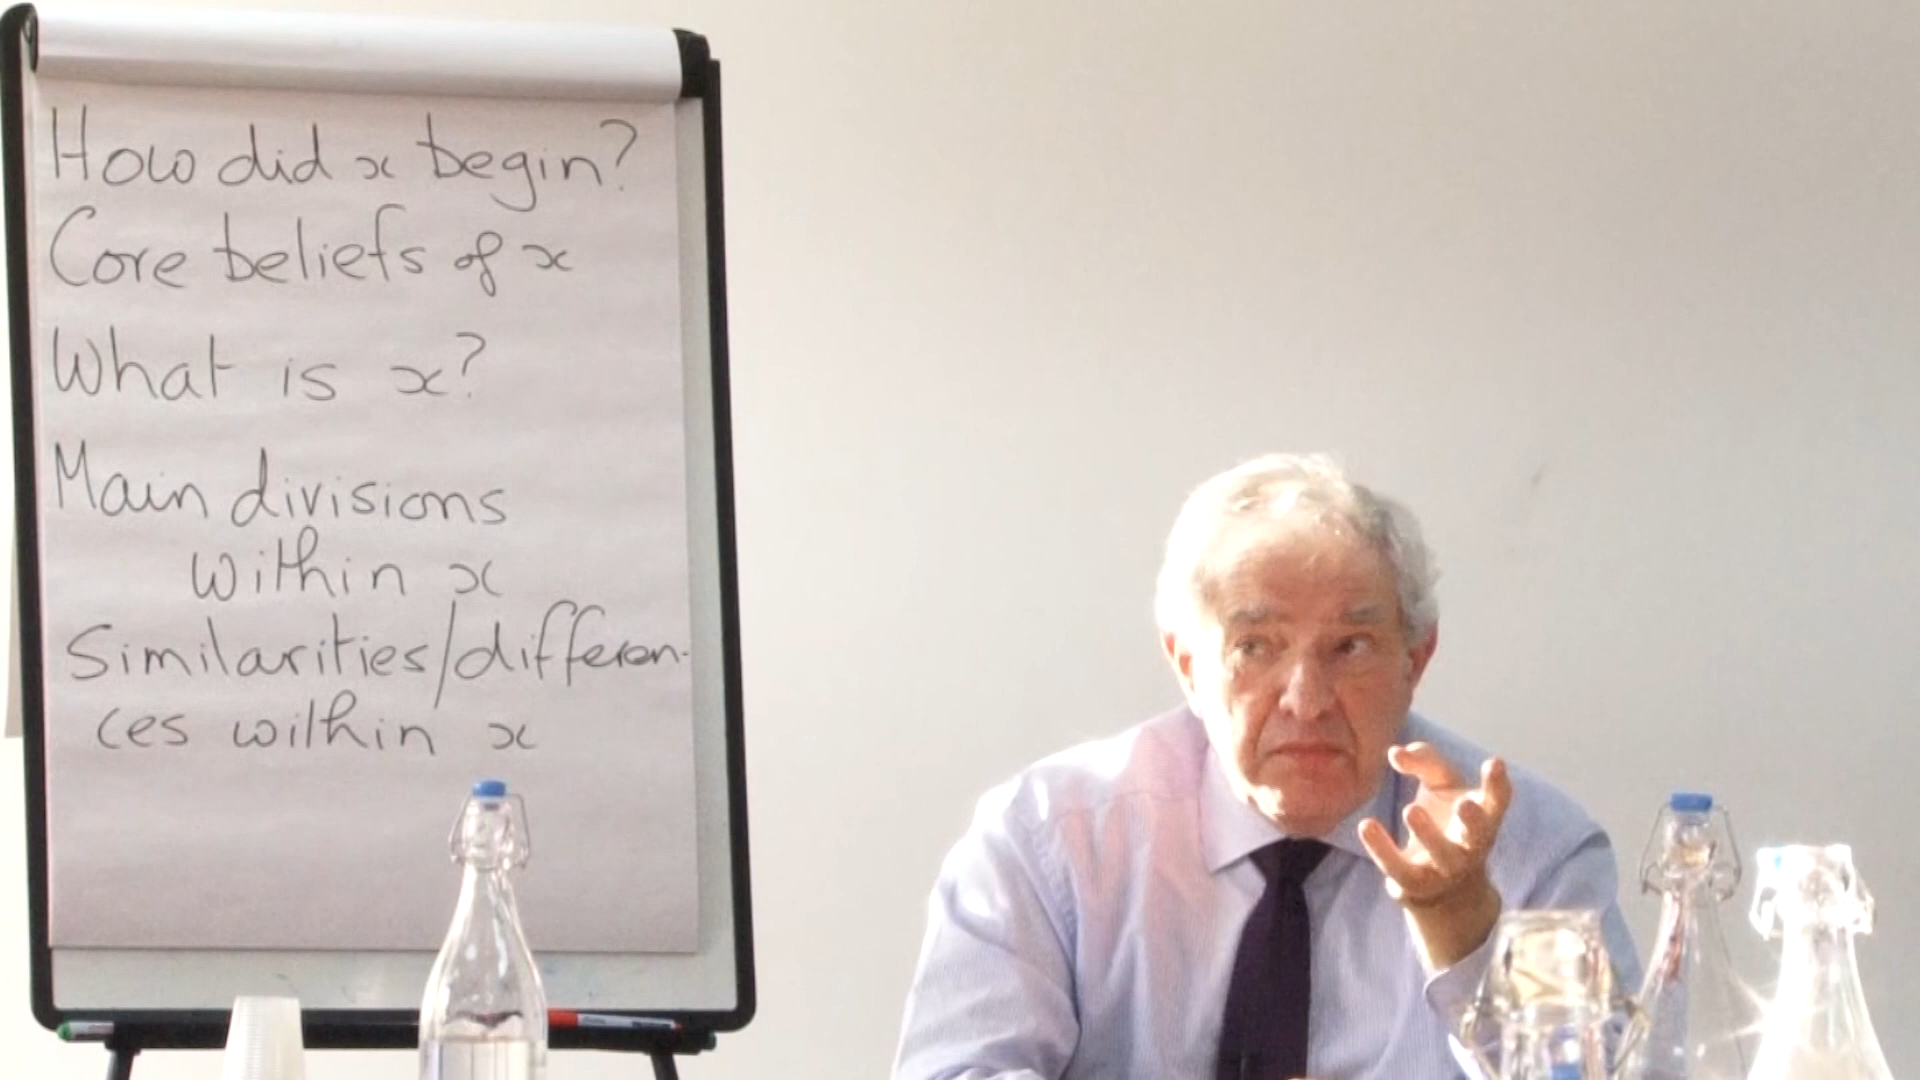 How did x begin?
Core beliefs of x
What is x?
Main divisions
within x
Similarities/differen-
ces within x